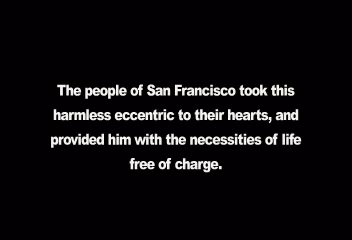 The people of San Francisco took this
harmless eccentric to their hearts, and
provided him with the necessities of life
free of charge.